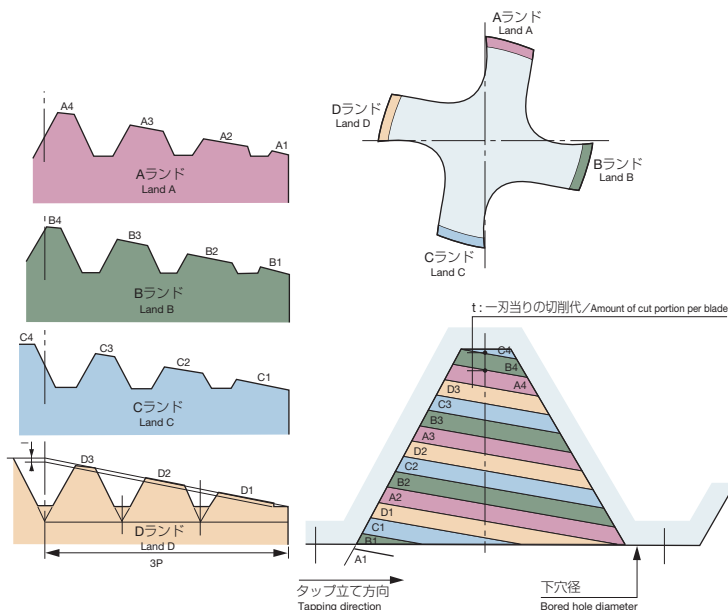 A4
A3
A2
A1
Aランド
Land A
B4
B3
B2
B1
Bランド
Land B
C4
C3
C2
C1
Cランド
Land C
D3
D2
D1
Dランド
Land D
3P
Aランド
Land A
Dランド
Land D
Bランド
Land B
Cランド
Land C
t : 一刃当りの切削代／Amount of cut portion per blade
C4
B4
A4
D3
C3
B3
A3
D2
C2
B2
A2
D1
C1
B1
A1
タップ立て方向
Tapping direction
下穴径
Bored hole diameter